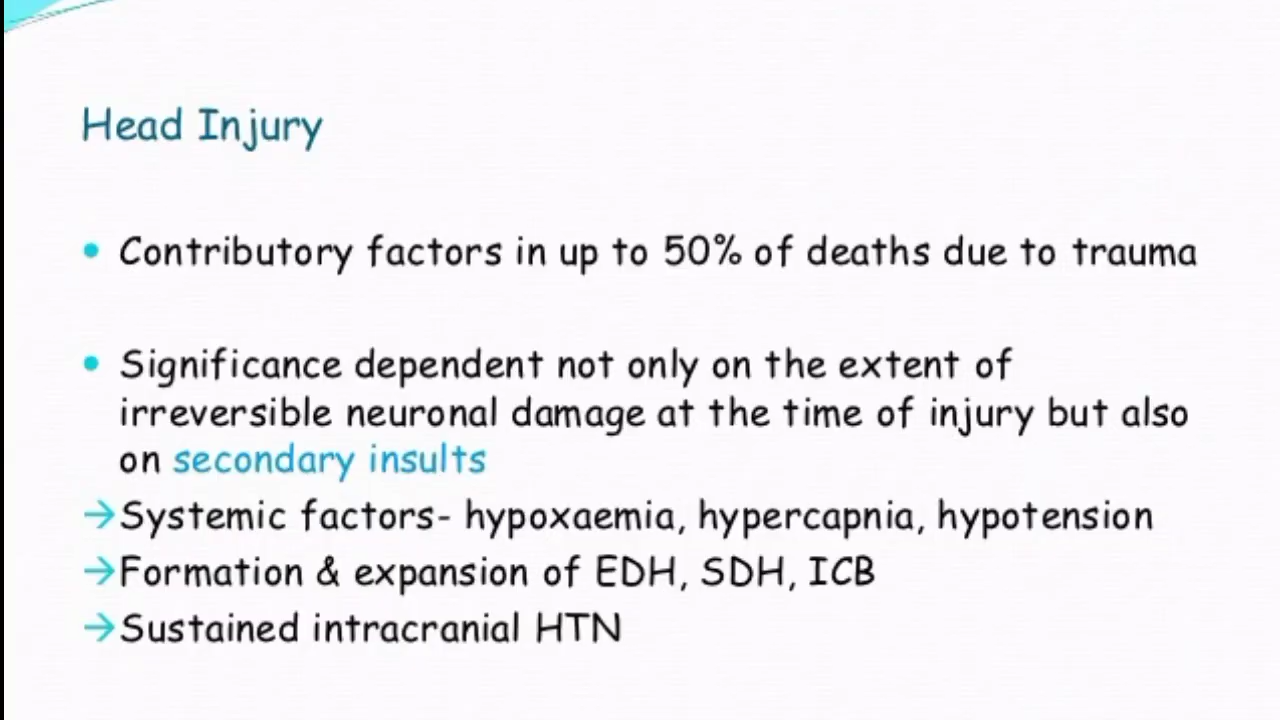 Head Injury
• Contributory factors in up to 50% of deaths due to trauma
• Significance dependent not only on the extent of
irreversible neuronal damage at the time of injury but also
on secondary insults
→Systemic factors- hypoxaemia, hypercapnia, hypotension
→Formation & expansion of EDH, SDH, ICB
→Sustained intracranial HTN